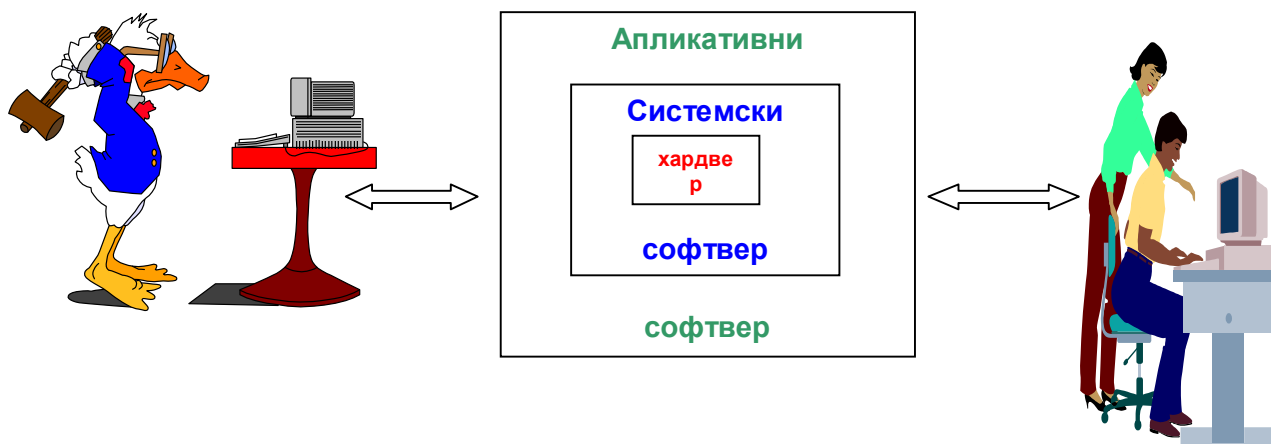 Апликативни
Системски
хардве
р
софтвер
софтвер